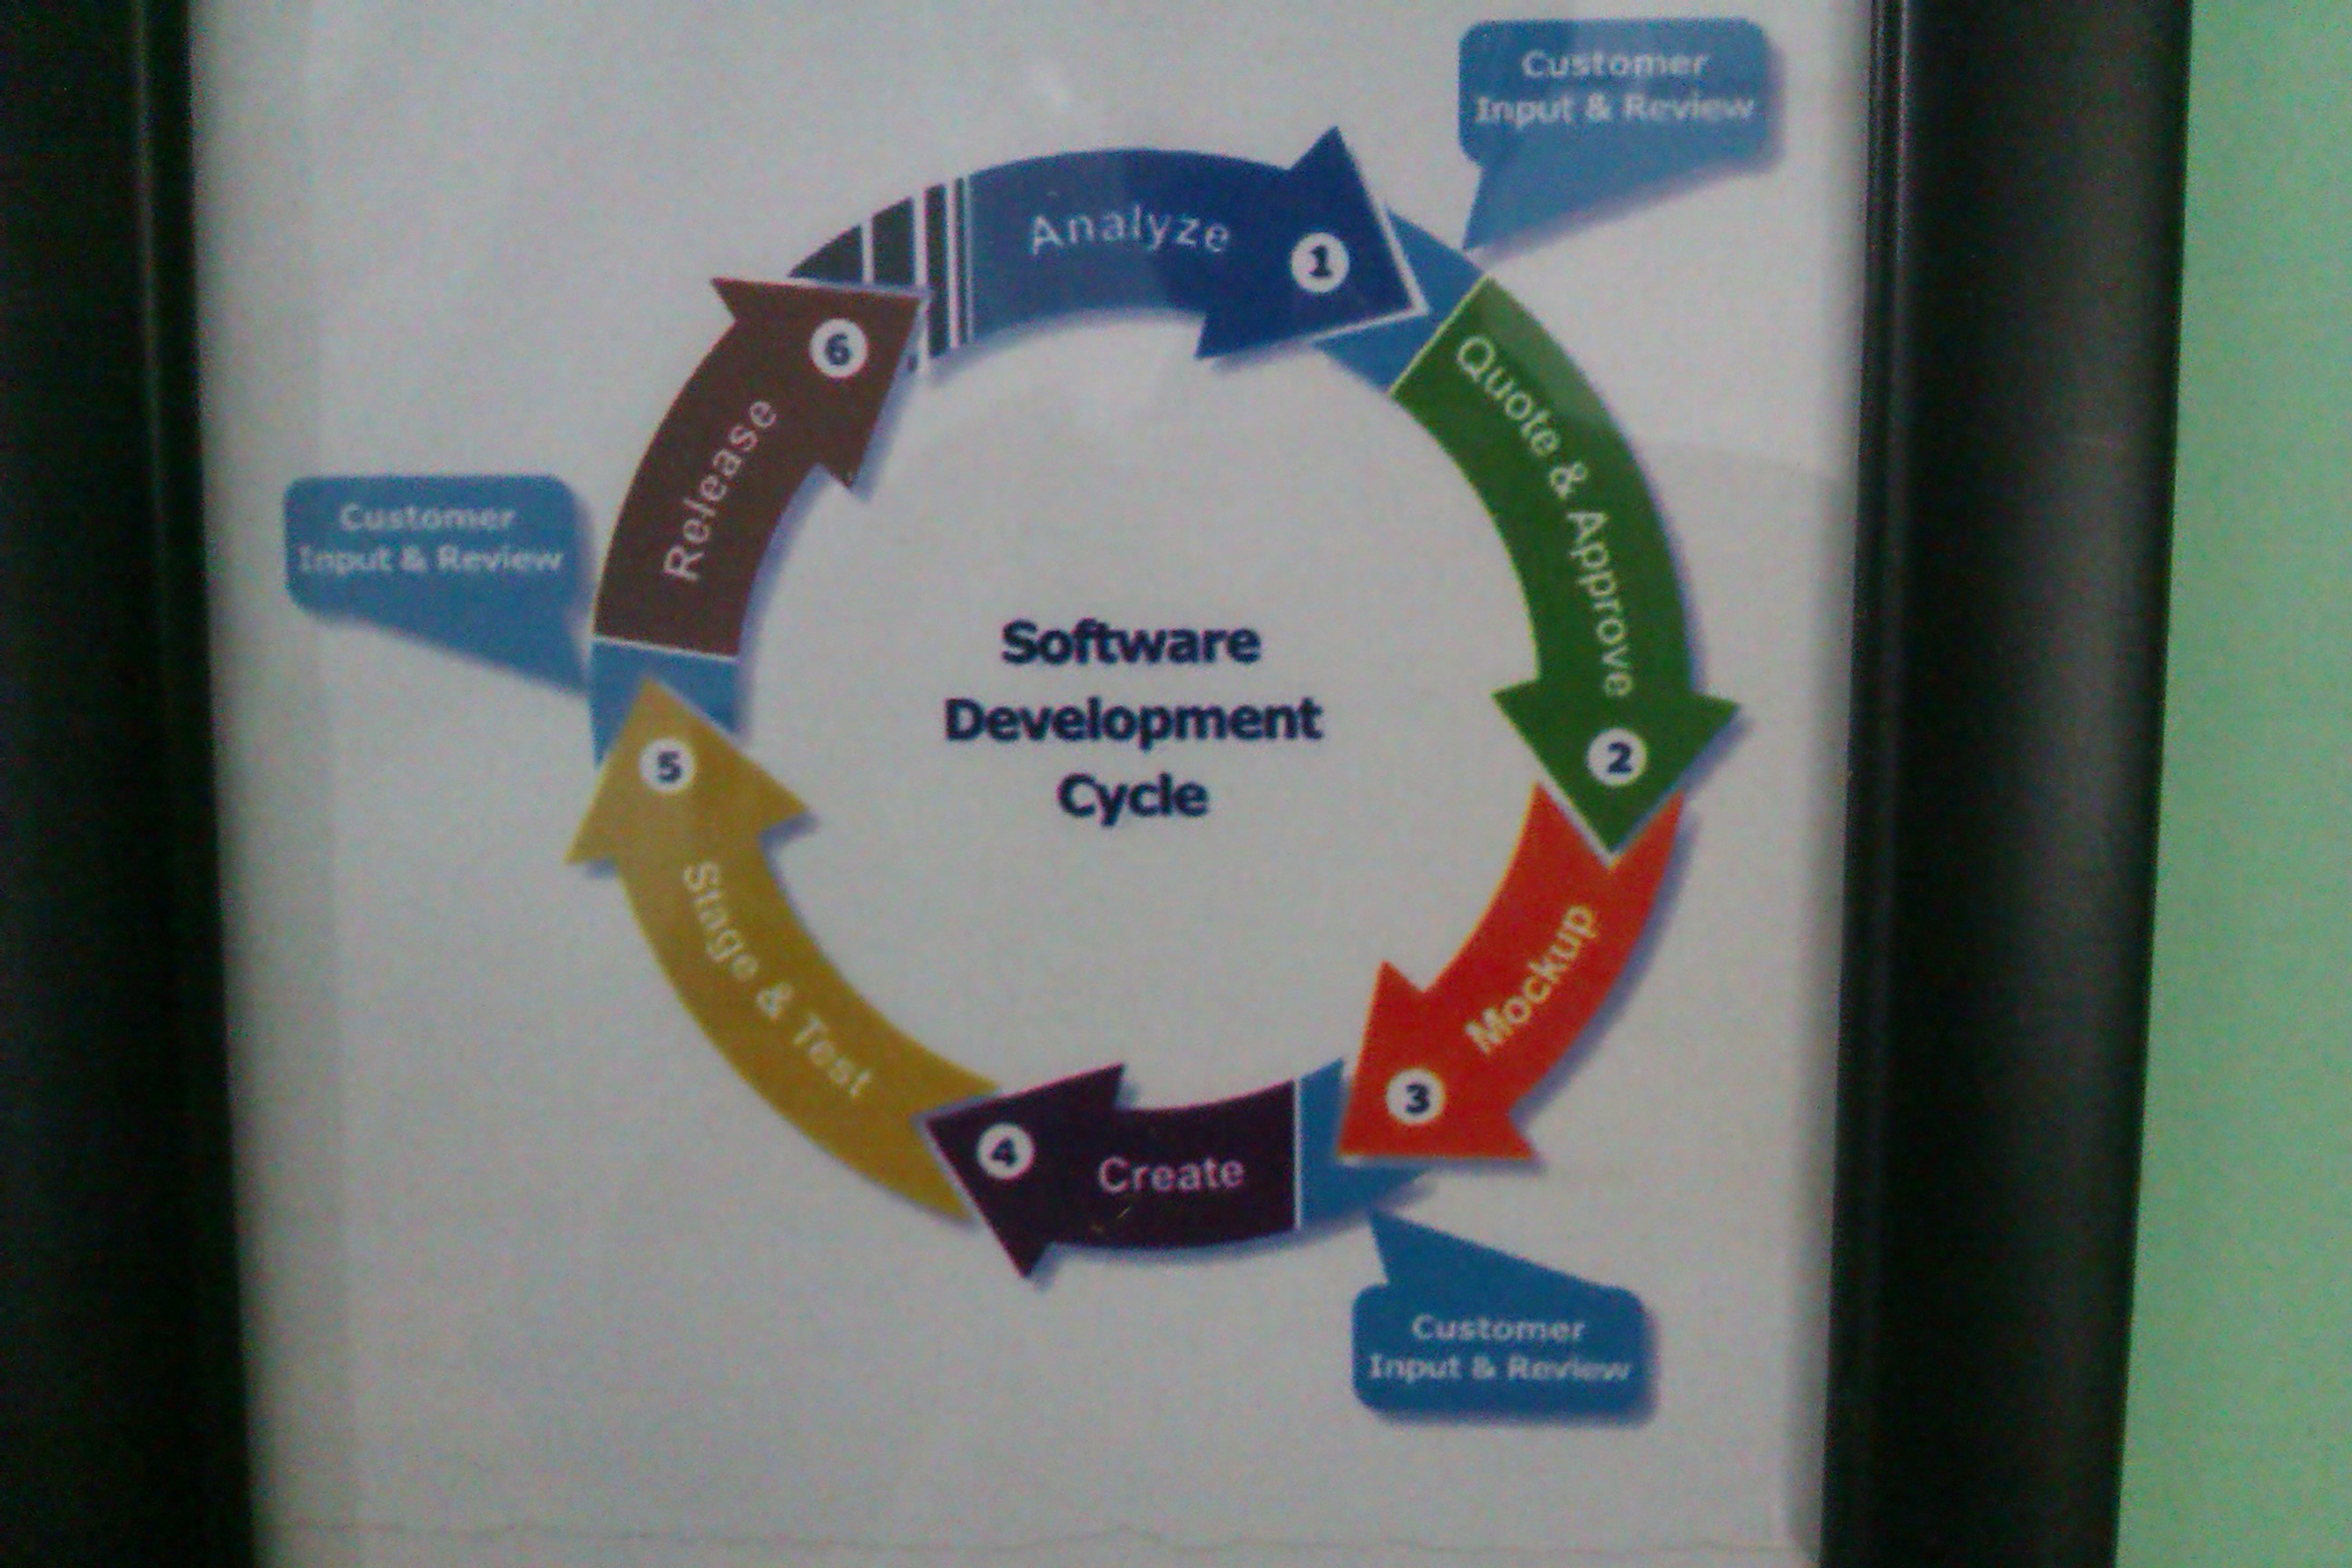 Customer
Input & Review
Analyze
1
Quote & Approve
2
Mockup
3
Customer
Input & Review
Create
4
Stage & Test
5
Customer
Input & Review
Release
6
Software
Development
Cycle